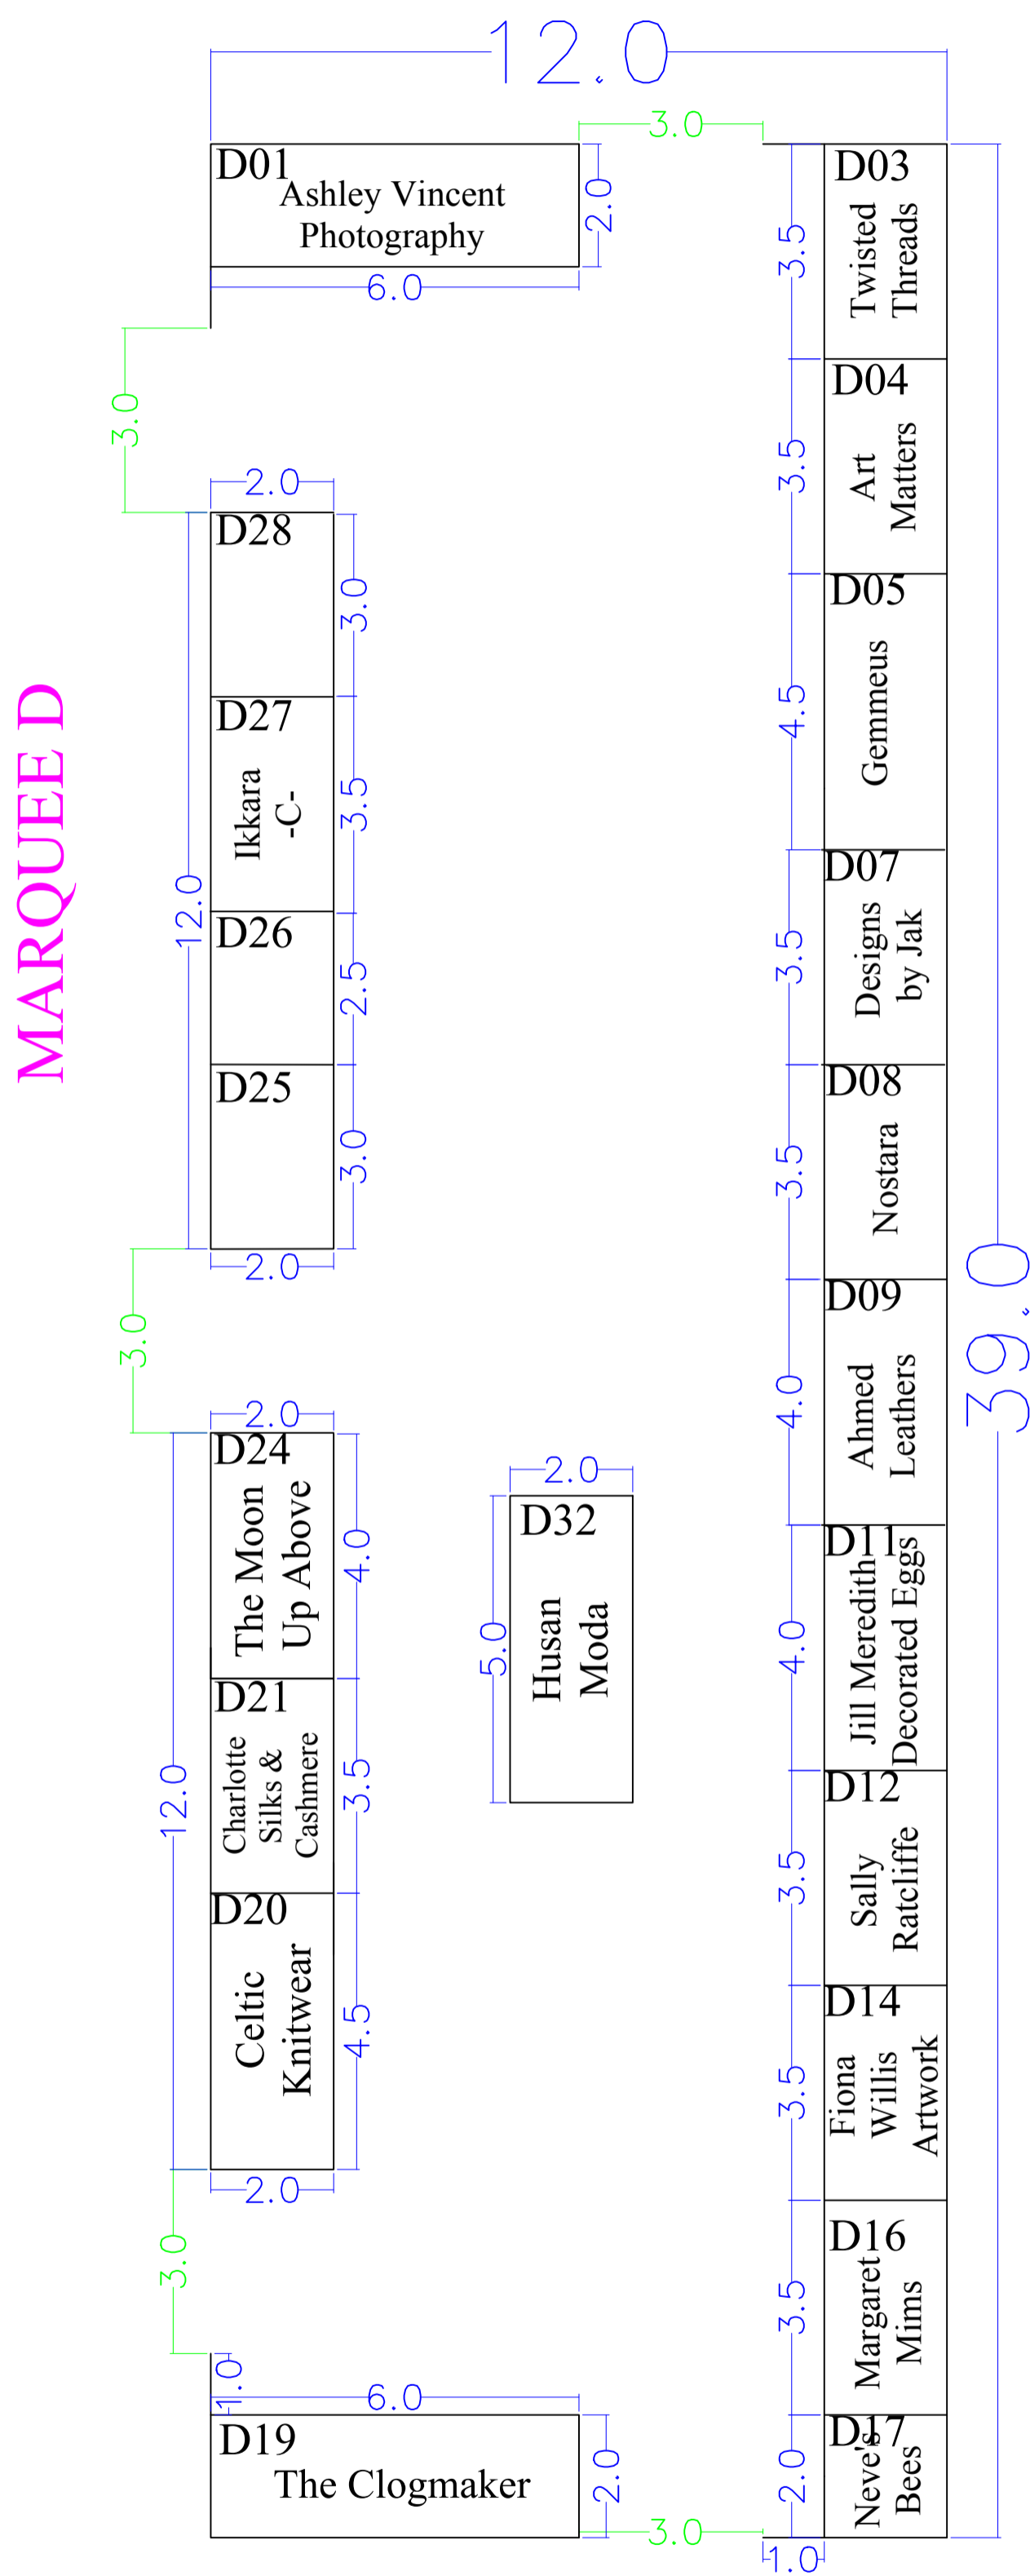 12.0
3.0
D01
Ashley Vincent
Photography
2.0
6.0
3.0
D03
Twisted
Threads
3.5
D04
Art
Matters
3.5
D05
Gemmeus
4.5
D07
Designs
by Jak
3.5
D08
Nostara
3.5
D09
Ahmed
Leathers
4.0
D11
Jill Meredith
Decorated Eggs
4.0
D12
Sally
Ratcliffe
3.5
D14
Fiona
Willis
Artwork
3.5
D16
Margaret
Mims
3.5
D17
Neve's
Bees
2.0
39.0
MARQUEE D
2.0
D28
3.0
D27
Ikkara
-C-
3.5
12.0
D26
2.5
D25
3.0
2.0
3.0
2.0
D24
The Moon
Up Above
4.0
D21
Charlotte
Silks &
Cashmere
3.5
12.0
D20
Celtic
Knitwear
4.5
2.0
2.0
D32
Husan
Moda
5.0
3.0
1.0
6.0
D19
The Clogmaker
2.0
3.0
1.0